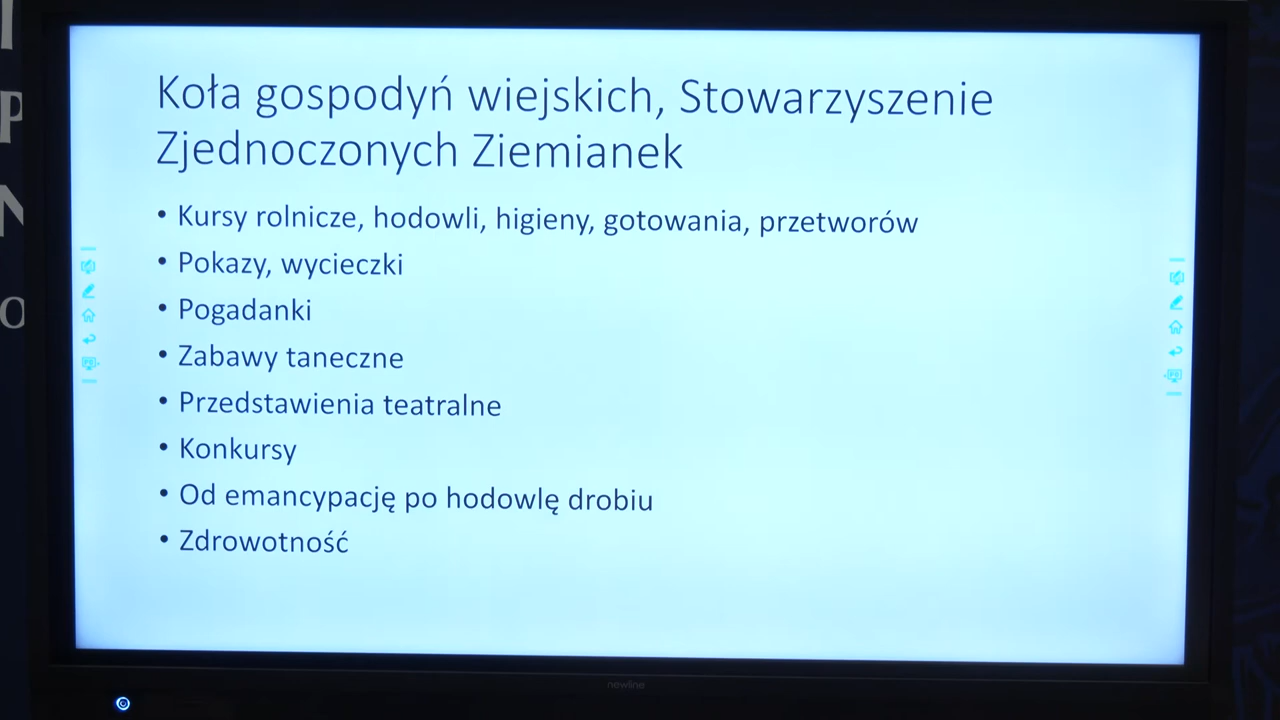 Koła gospodyń wiejskich, Stowarzyszenie
Zjednoczonych Ziemianek
• Kursy rolnicze, hodowli, higieny, gotowania, przetworów
• Pokazy, wycieczki
• Pogadanki
• Zabawy taneczne
• Przedstawienia teatralne
• Konkursy
• Od emancypację po hodowlę drobiu
• Zdrowotność
newline